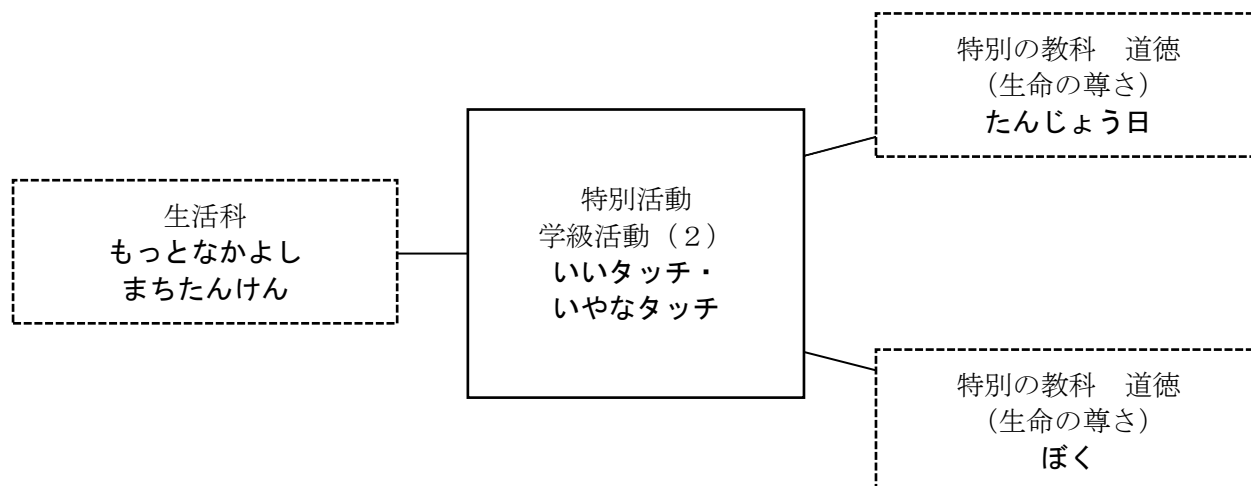 生活科
もっとなかよし
まちたんけん
特別活動
学級活動（２）
いいタッチ・
いやなタッチ
特別の教科　道徳
（生命の尊さ）
たんじょう日
特別の教科　道徳
（生命の尊さ）
ぼく